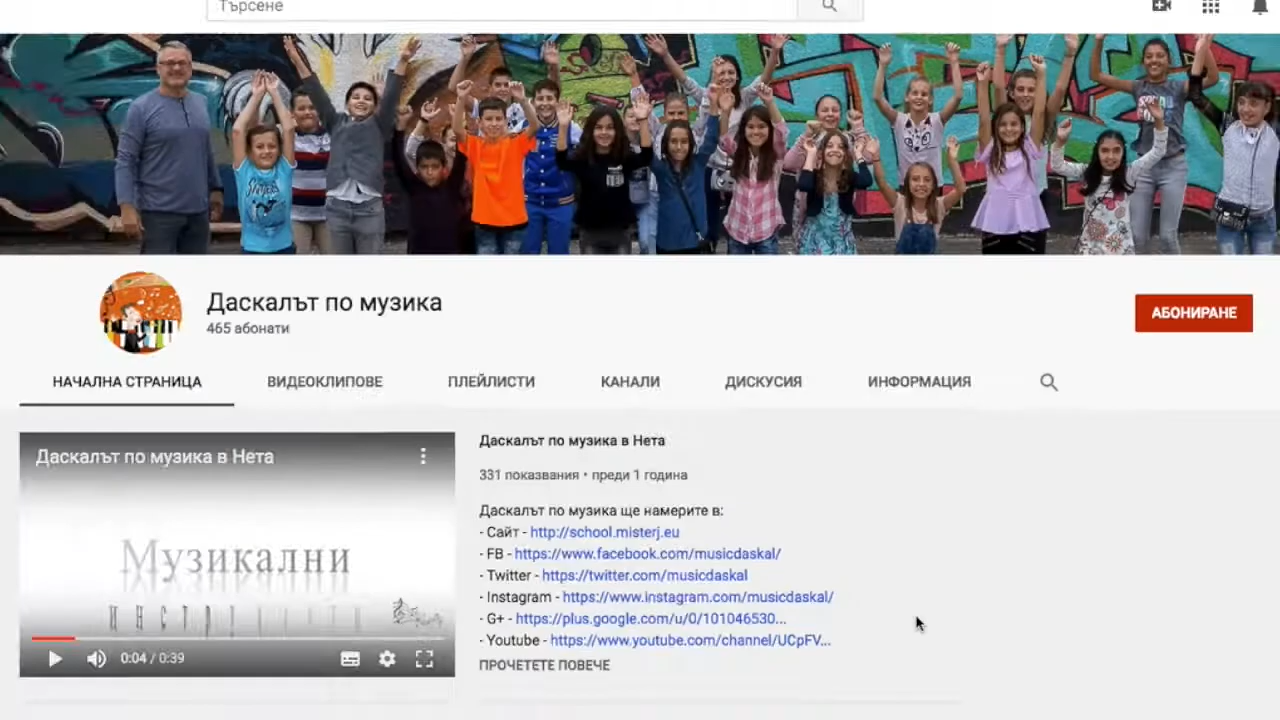 Търсене
Даскалът по музика
465 абонати
АБОНИРАНЕ
НАЧАЛНА СТРАНИЦА
ВИДЕОКЛИПОВЕ
ПЛЕЙЛИСТИ
КАНАЛИ
ДИСКУСИЯ
ИНФОРМАЦИЯ
Даскалът по музика в Нета
Музикални
0:04 / 0:39
Даскалът по музика в Нета
331 показвания • преди 1 година
Даскалът по музика ще намерите в:
- Сайт - http://school.misterj.eu
- FB - https://www.facebook.com/musicdaskal/
- Twitter - https://twitter.com/musicdaskal
- Instagram - https://www.instagram.com/musicdaskal/
- G+ - https://plus.google.com/u/0/101046530...
- Youtube - https://www.youtube.com/channel/UCpFV...
ПРОЧЕТЕТЕ ПОВЕЧЕ